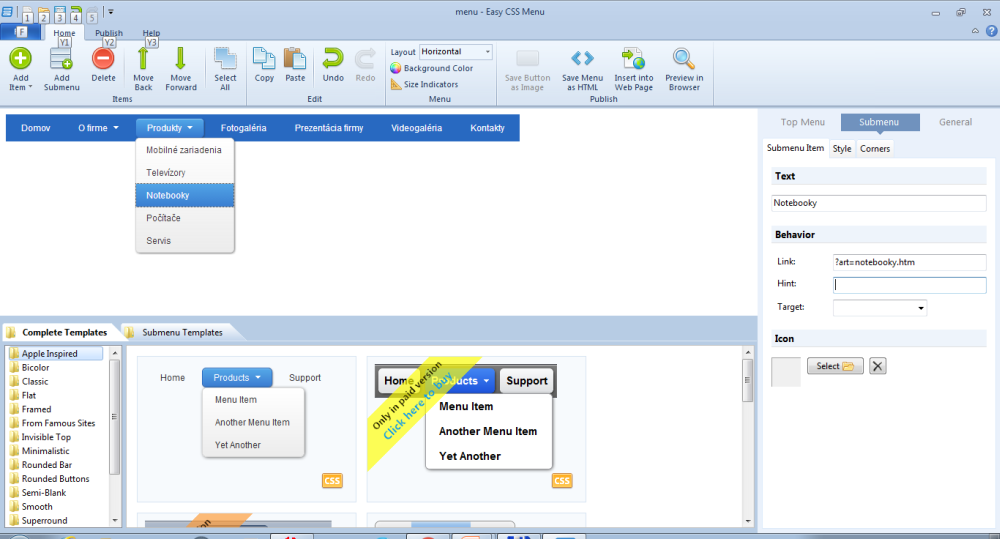 menu - Easy CSS Menu
1 2 3 4 5
F Home Publish Help
Y1 Y2 Y3
Add Item Add Submenu Delete Move Back Move Forward Select All Copy Paste Undo Redo
Layout Horizontal
Background Color
Size Indicators
Save Button as Image Save Menu as HTML Insert into Web Page Preview in Browser
Items Edit Menu Publish
Domov O firme Produkty Fotogaléria Prezentácia firmy Videogaléria Kontakty
Mobilné zariadenia
Televízory
Notebooky
Počítače
Servis
Top Menu Submenu General
Submenu Item Style Corners
Text
Notebooky
Behavior
Link: ?art=notebooky.htm
Hint:
Target:
Icon
Select
Complete Templates Submenu Templates
Apple Inspired
Bicolor
Classic
Flat
Framed
From Famous Sites
Invisible Top
Minimalistic
Rounded Bar
Rounded Buttons
Semi-Blank
Smooth
Superround
Home Products Support
Menu Item
Another Menu Item
Yet Another
CSS
Home Products Support
Only in paid version
Click here to buy
Menu Item
Another Menu Item
Yet Another
CSS